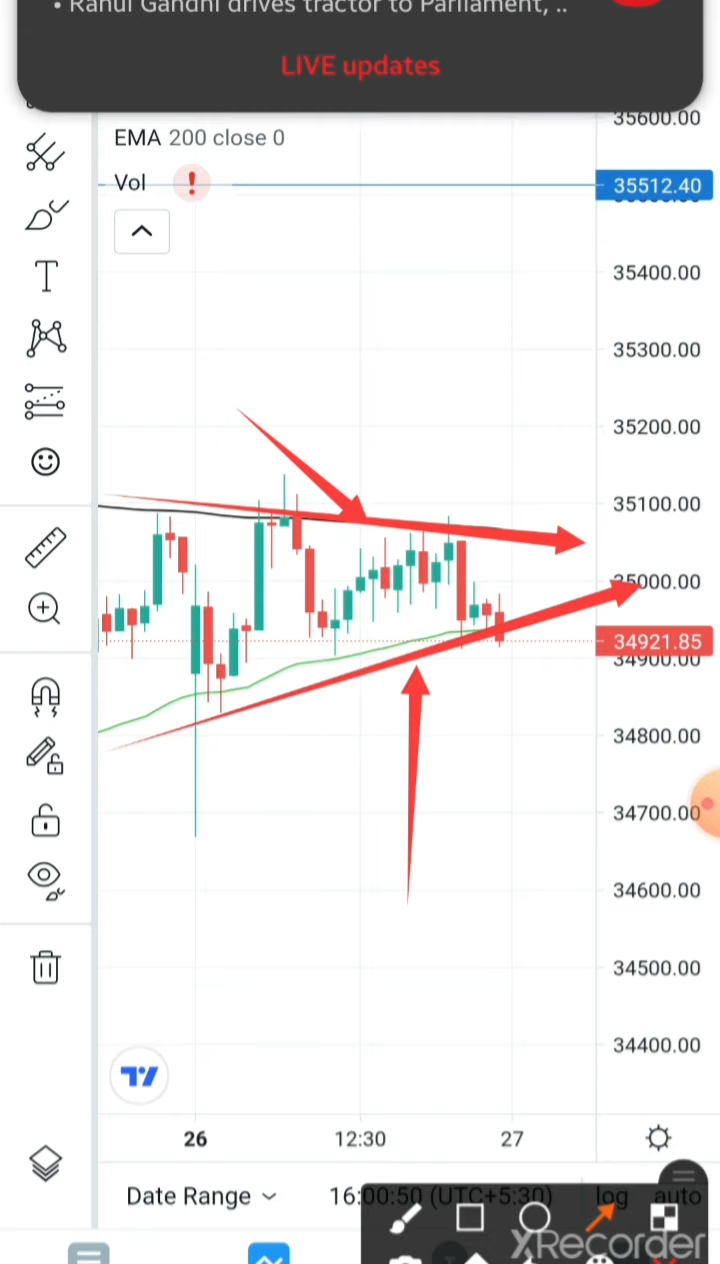 • Rahul Gandhi drives tractor to Parliament, ..
LIVE updates
35600.00
EMA 200 close 0
Vol
35512.40
35400.00
35300.00
35200.00
35100.00
35000.00
34921.85
34900.00
34800.00
34700.00
34600.00
34500.00
34400.00
26 12:30 27
Date Range 16:00:50 (UTC+5:30) log auto
XRecorder